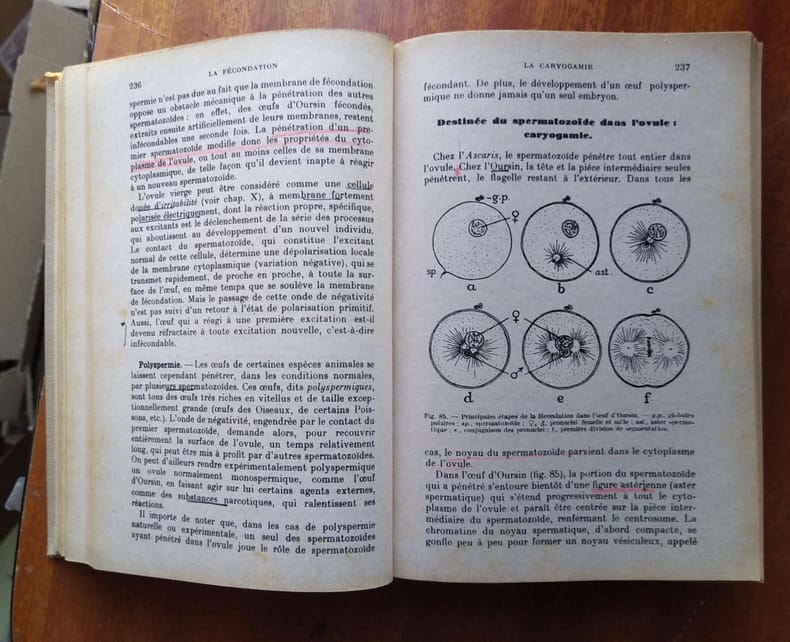 236
LA FÉCONDATION
spermie n'est pas due au fait que la membrane de fécondation
oppose un obstacle mécanique à la pénétration des autres
spermatozoïdes : en effet, des œufs d'Oursin fécondés,
extraits ensuite artificiellement de leurs membranes, restent
infécondables une seconde fois. La pénétration d'un pre-
mier spermatozoïde modifie donc les propriétés du cyto-
plasme de l'ovule, ou tout au moins celles de sa membrane
cytoplasmique, de telle façon qu'il devient inapte à réagir
à un nouveau spermatozoïde.
L'ovule vierge peut être considéré comme une cellule
douée d'irritabilité (voir chap. X), à membrane fortement
polarisée électriquement, dont la réaction propre, spécifique,
aux excitants est le déclenchement de la série des processus
qui aboutissent au développement d'un nouvel individu.
Le contact du spermatozoïde, qui constitue l'excitant
normal de cette cellule, détermine une dépolarisation locale
de la membrane cytoplasmique (variation négative), qui se
transmet rapidement, de proche en proche, à toute la sur-
face de l'œuf, en même temps que se soulève la membrane
de fécondation. Mais le passage de cette onde de négativité
n'est pas suivi d'un retour à l'état de polarisation primitif.
Aussi, l'œuf qui a réagi à une première excitation est-il
devenu réfractaire à toute excitation nouvelle, c'est-à-dire
infécondable.
Polyspermie. — Les œufs de certaines espèces animales se
laissent cependant pénétrer, dans les conditions normales,
par plusieurs spermatozoïdes. Ces œufs, dits polyspermiques,
sont tous des œufs très riches en vitellus et de taille excep-
tionnellement grande (œufs des Oiseaux, de certains Pois-
sons, etc.). L'onde de négativité, engendrée par le contact du
premier spermatozoïde, demande alors, pour recouvrir
entièrement la surface de l'ovule, un temps relativement
long, qui peut être mis à profit par d'autres spermatozoïdes.
On peut d'ailleurs rendre expérimentalement polyspermique
un ovule normalement monospermique, comme l'œuf
d'Oursin, en faisant agir sur lui certains agents externes,
comme des substances narcotiques, qui ralentissent ses
réactions.
Il importe de noter que, dans les cas de polyspermie
naturelle ou expérimentale, un seul des spermatozoïdes
ayant pénétré dans l'ovule joue le rôle de spermatozoïde
LA CARYOGAMIE
237
fécondant. De plus, le développement d'un œuf polysper-
mique ne donne jamais qu'un seul embryon.
Destinée du spermatozoïde dans l'ovule :
caryogamie.
Chez l'Ascaris, le spermatozoïde pénètre tout entier dans
l'ovule. Chez l'Oursin, la tête et la pièce intermédiaire seules
pénètrent, le flagelle restant à l'extérieur. Dans tous les
g.p.
♀
sp
ast.
a
b
c
♀
♂
d
e
f
Fig. 85. — Principales étapes de la fécondation dans l'œuf d'Oursin. — g.p., globules
polaires ; sp., spermatozoïde ; ♀, ♂, pronuclei femelle et mâle ; ast., aster sperma-
tique ; e., conjugaison des pronuclei ; f., première division de segmentation.
cas, le noyau du spermatozoïde parvient dans le cytoplasme
de l'ovule.
Dans l'œuf d'Oursin (fig. 85), la portion du spermatozoïde
qui a pénétré s'entoure bientôt d'une figure astérienne (aster
spermatique) qui s'étend progressivement à tout le cyto-
plasme de l'ovule et paraît être centrée sur la pièce inter-
médiaire du spermatozoïde, renfermant le centrosome. La
chromatine du noyau spermatique, d'abord compacte, se
gonfle peu à peu pour former un noyau vésiculeux, appelé